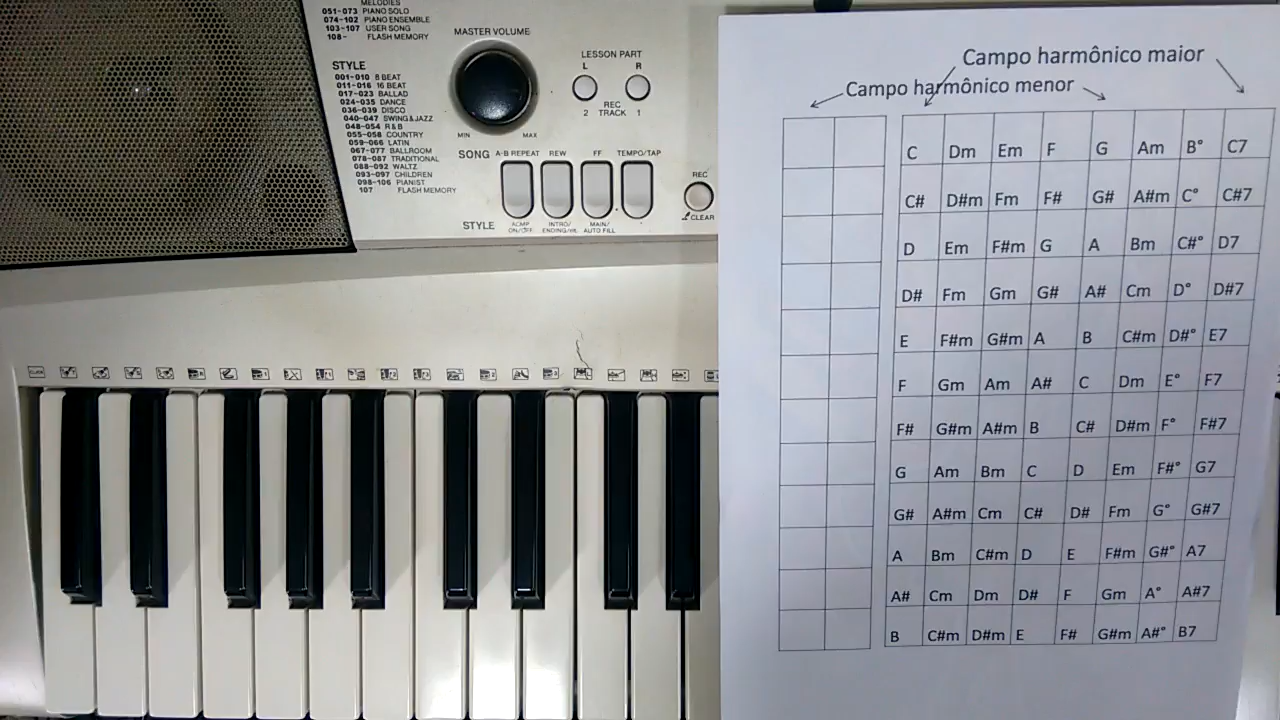 MELODIES
051-073 PIANO SOLO
074-102 PIANO ENSEMBLE
103-107 USER SONG
108- FLASH MEMORY
STYLE
001-010 8 BEAT
011-016 16 BEAT
017-023 BALLAD
024-035 DANCE
036-039 DISCO
040-047 SWING&JAZZ
048-054 R&B
055-058 COUNTRY
059-066 LATIN
067-077 BALLROOM
078-087 TRADITIONAL
088-092 WALTZ
093-097 CHILDREN
098-106 PIANIST
107 FLASH MEMORY
MASTER VOLUME
MIN MAX
LESSON PART
L R
REC
2 TRACK 1
SONG A-B REPEAT REW FF TEMPO/TAP
STYLE ACMP ON/OFF INTRO/ENDING/rit. MAIN/AUTO FILL
REC
CLEAR
Campo harmônico maior
Campo harmônico menor
C Dm Em F G Am B° C7
C# D#m Fm F# G# A#m C° C#7
D Em F#m G A Bm C#° D7
D# Fm Gm G# A# Cm D° D#7
E F#m G#m A B C#m D#° E7
F Gm Am A# C Dm E° F7
F# G#m A#m B C# D#m F° F#7
G Am Bm C D Em F#° G7
G# A#m Cm C# D# Fm G° G#7
A Bm C#m D E F#m G#° A7
A# Cm Dm D# F Gm A° A#7
B C#m D#m E F# G#m A#° B7